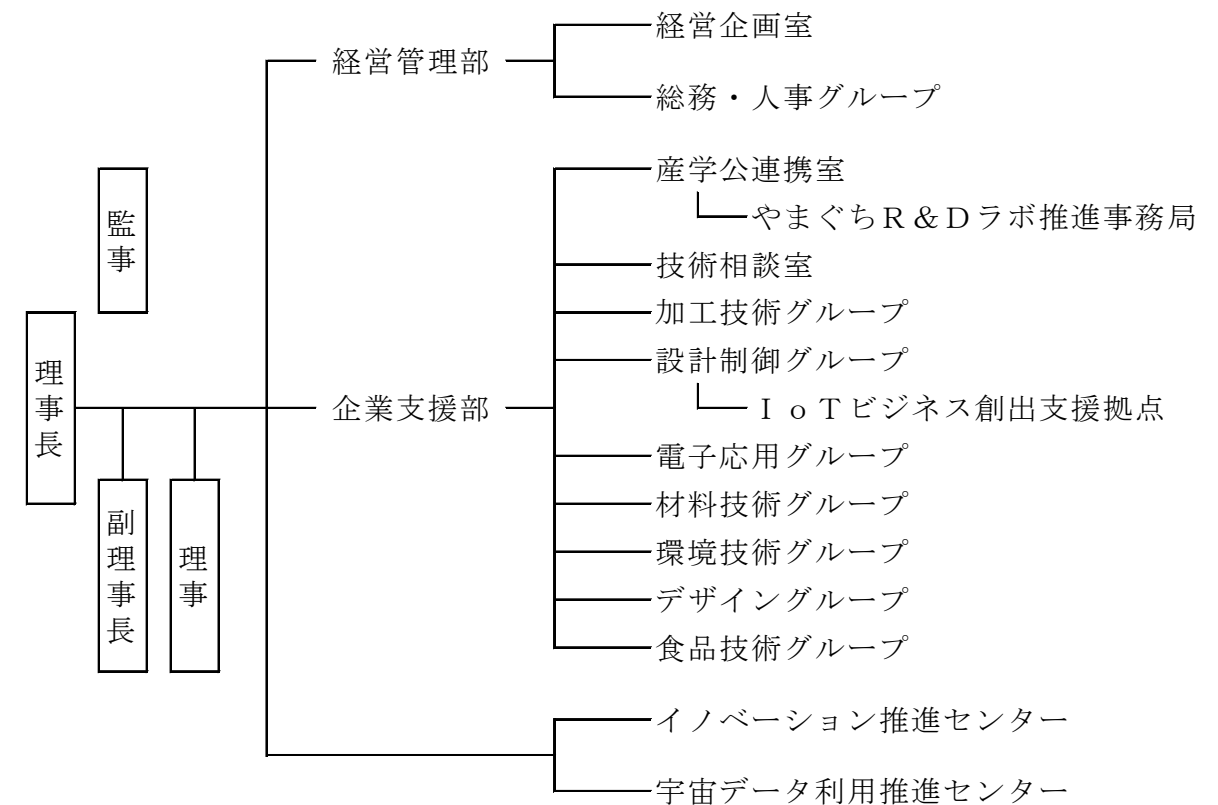 経営企画室
経営管理部
総務・人事グループ
監事
産学公連携室
やまぐちR＆Dラボ推進事務局
技術相談室
加工技術グループ
設計制御グループ
理事長
企業支援部
ＩｏＴビジネス創出支援拠点
電子応用グループ
材料技術グループ
副理事長
理事
環境技術グループ
デザイングループ
食品技術グループ
イノベーション推進センター
宇宙データ利用推進センター